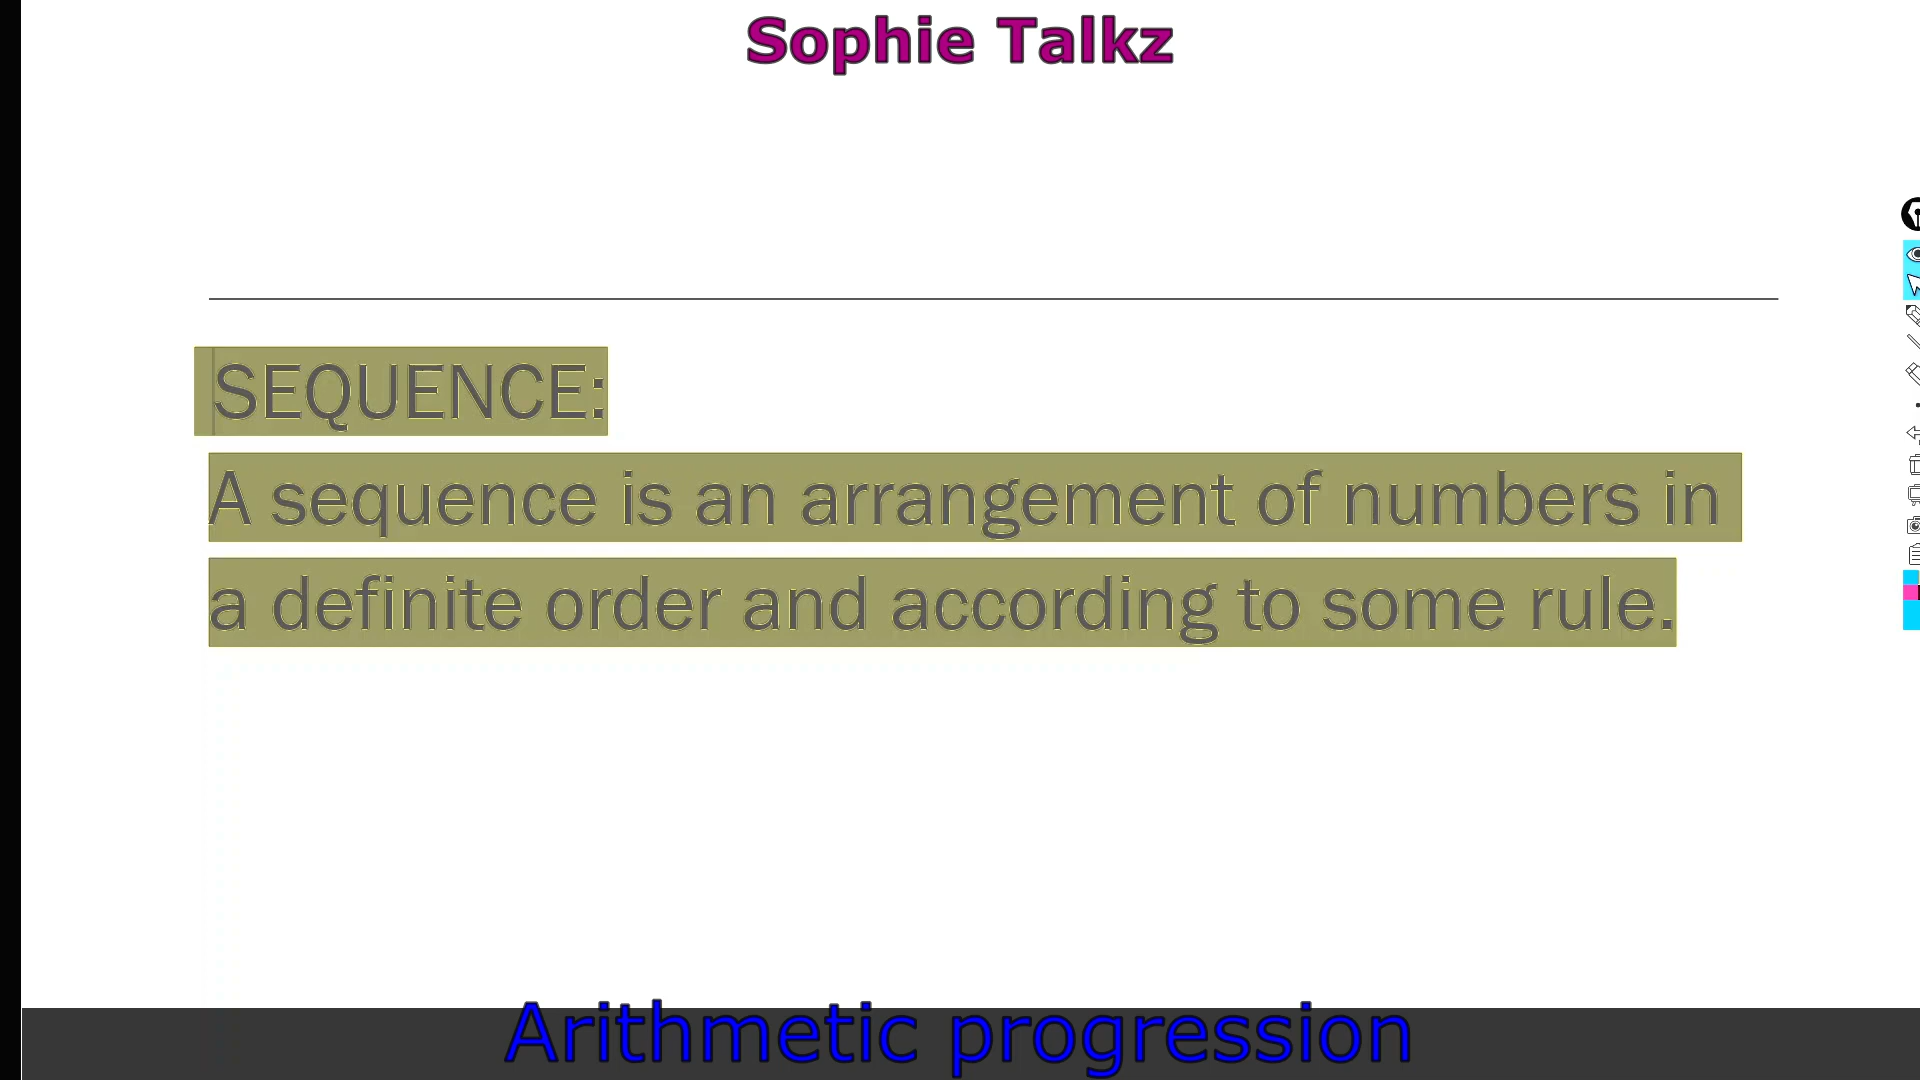 Sophie Talkz
SEQUENCE:
A sequence is an arrangement of numbers in
a definite order and according to some rule.
Arithmetic progression